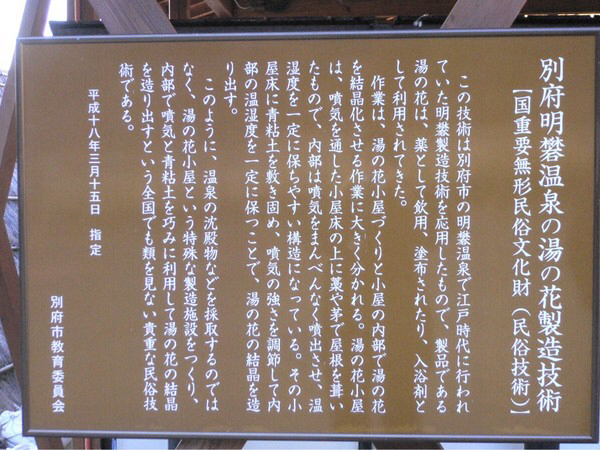 別府明礬温泉の湯の花製造技術
［国重要無形民俗文化財（民俗技術）］
この技術は別府市の明礬温泉で江戸時代に行われ
ていた明礬製造技術を応用したもので、製品である
湯の花は、薬として飲用、塗布されたり、入浴剤と
して利用されてきた。
作業は、湯の花小屋づくりと小屋の内部で湯の花
を結晶化させる作業に大きく分かれる。湯の花小屋
は、噴気を通した小屋床の上に藁や茅で屋根を葺い
たもので、内部は噴気をまんべんなく噴出させ、温
湿度を一定に保ちやすい構造になっている。その小
屋床に青粘土を敷き固め、噴気の強さを調節して内
部の温湿度を一定に保つことで、湯の花の結晶を造
り出す。
このように、温泉の沈殿物などを採取するのでは
なく、湯の花小屋という特殊な製造施設をつくり、
内部で噴気と青粘土を巧みに利用して湯の花の結晶
を造り出すという全国でも類を見ない貴重な民俗技
術である。
平成十八年三月十五日　指定
別府市教育委員会